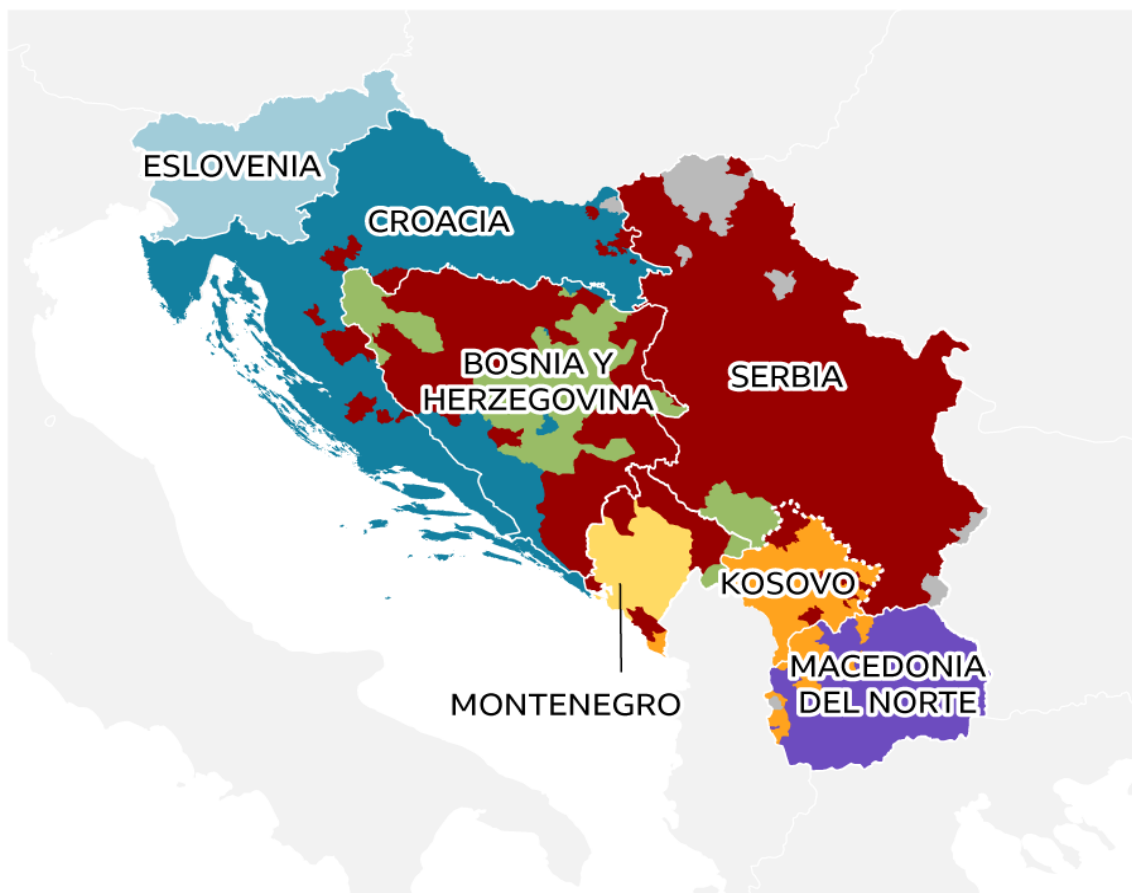 ESLOVENIA
CROACIA
BOSNIA Y
HERZEGOVINA
SERBIA
KOSOVO
MONTENEGRO
MACEDONIA
DEL NORTE